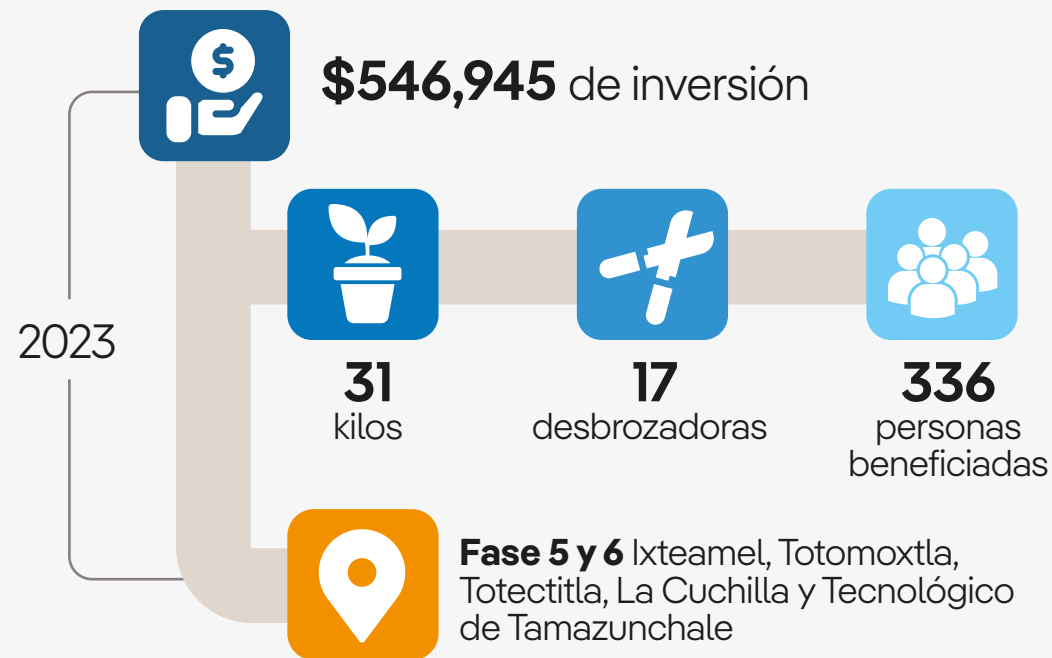 $
$546,945 de inversión
2023
31
kilos
17
desbrozadoras
336
personas
beneficiadas
Fase 5 y 6 Ixteamel, Totomoxtla,
Totectitla, La Cuchilla y Tecnológico
de Tamazunchale